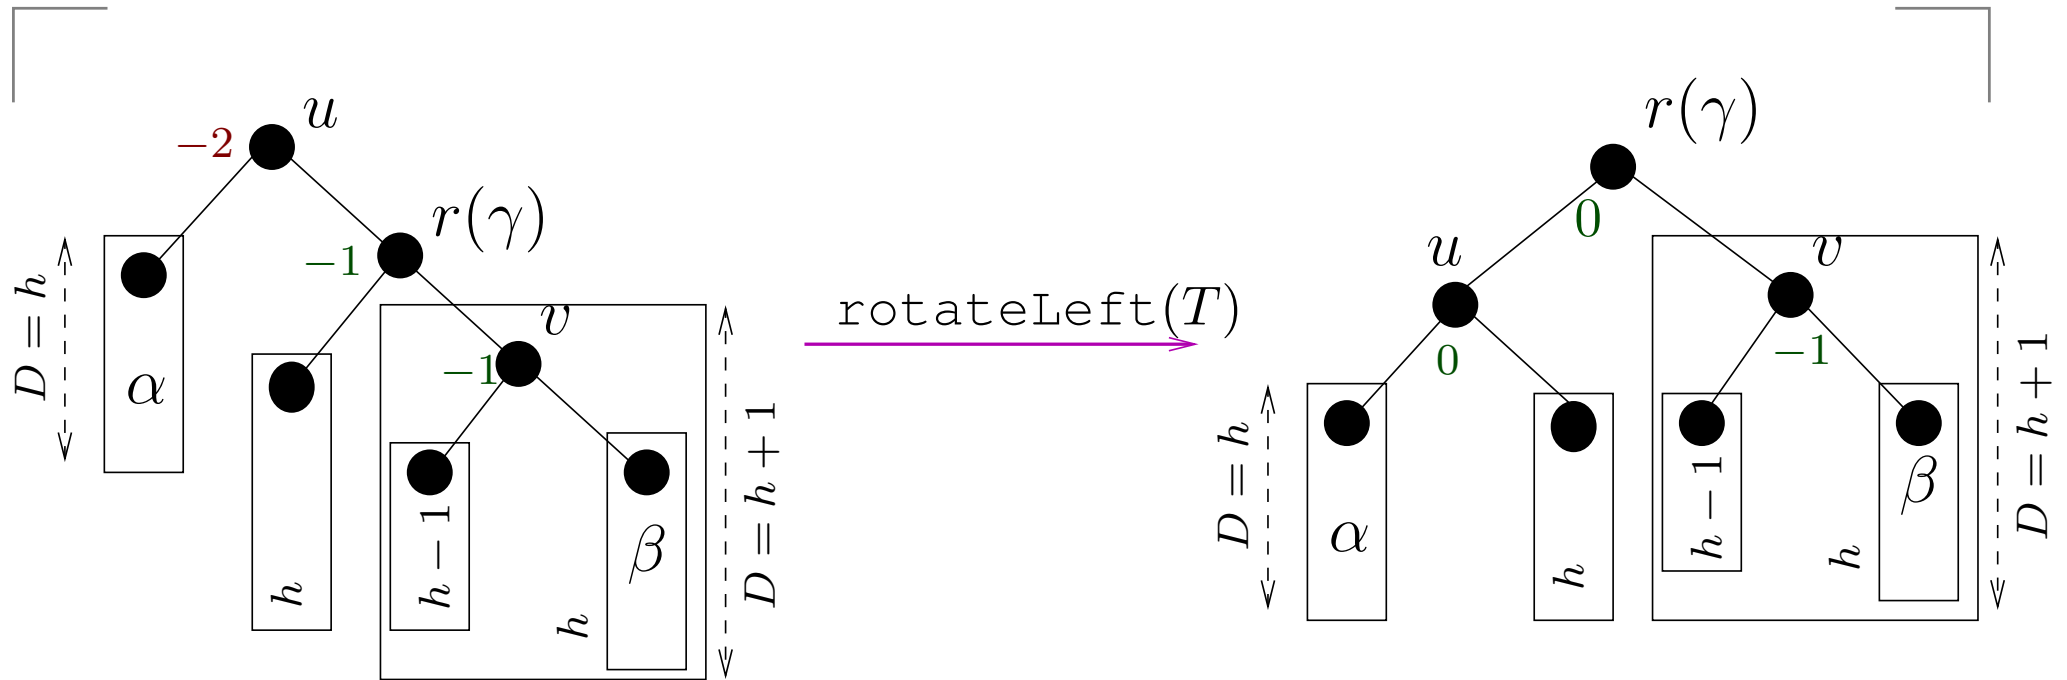 u
−2
r(γ)
−1
v
−1
D = h
α
h
h − 1
β
h
D = h + 1
rotateLeft(T)
r(γ)
0
u
0
v
−1
D = h
α
h
h − 1
β
h
D = h + 1